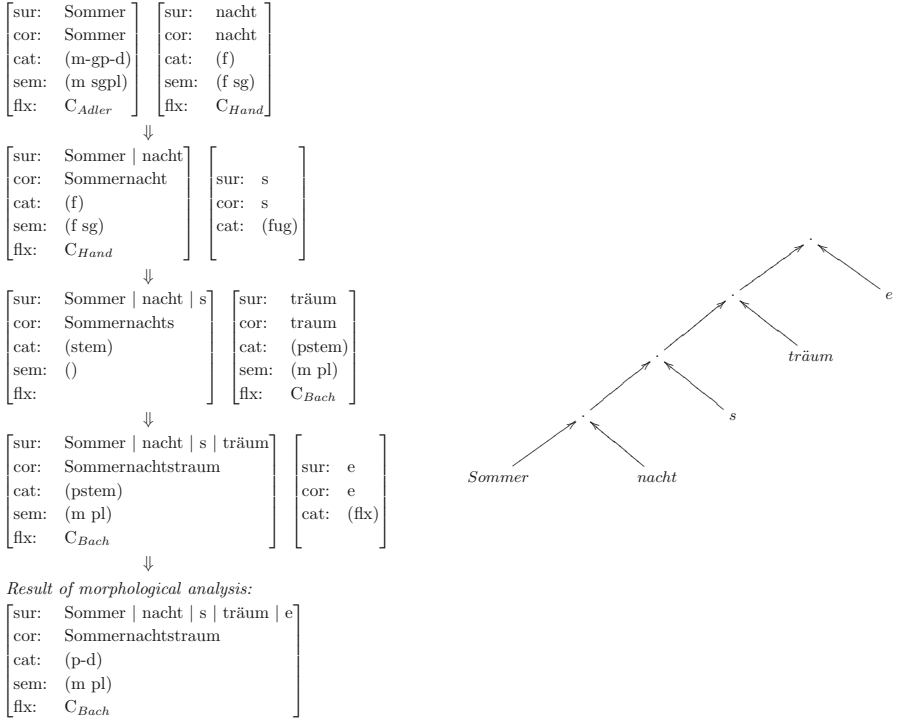 sur: Sommer sur: nacht
cor: Sommer cor: nacht
cat: (m-gp-d) cat: (f)
sem: (m sgpl) sem: (f sg)
flx: C_Adler flx: C_Hand
⇓
sur: Sommer | nacht
cor: Sommernacht sur: s
cat: (f) cor: s
sem: (f sg) cat: (fug)
flx: C_Hand
⇓
sur: Sommer | nacht | s sur: träum
cor: Sommernachts cor: traum
cat: (stem) cat: (pstem)
sem: () sem: (m pl)
flx: flx: C_Bach
⇓
sur: Sommer | nacht | s | träum
cor: Sommernachtstraum sur: e
cat: (pstem) cor: e
sem: (m pl) cat: (flx)
flx: C_Bach
⇓
Result of morphological analysis:
sur: Sommer | nacht | s | träum | e
cor: Sommernachtstraum
cat: (p-d)
sem: (m pl)
flx: C_Bach
e
träum
s
Sommer nacht